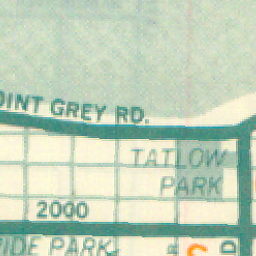 OINT GREY RD.
TATLOW
PARK
2000
IDE PARK